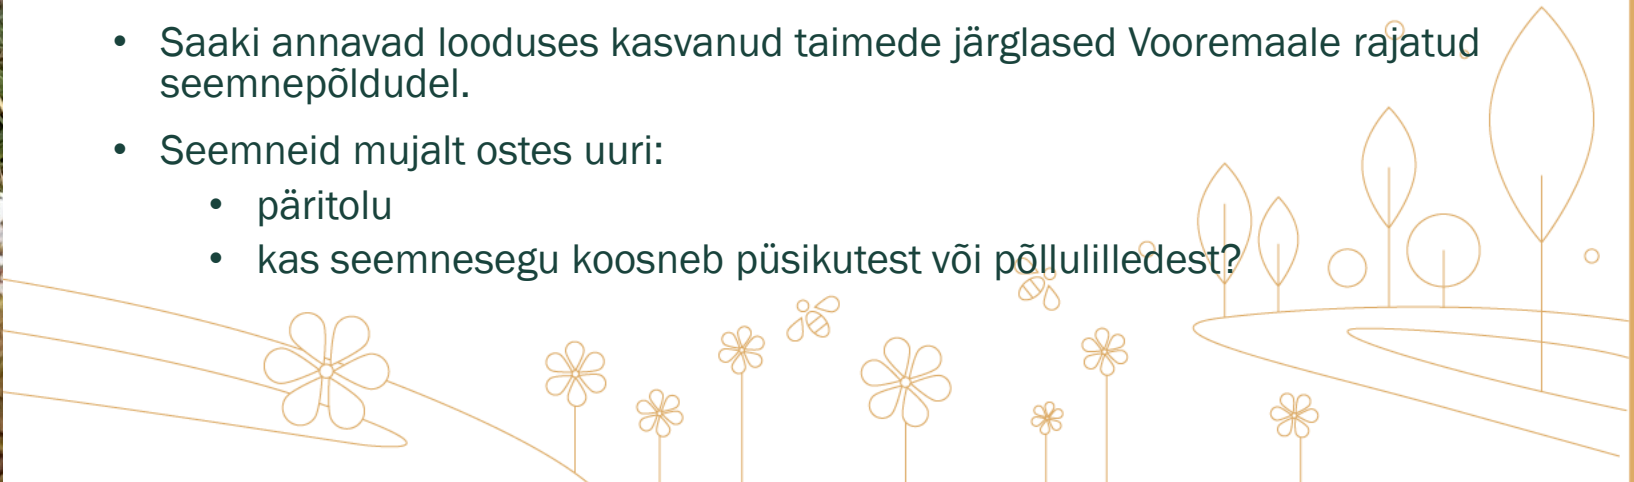 • Saaki annavad looduses kasvanud taimede järglased Vooremaale rajatud
seemnepõldudel.
• Seemneid mujalt ostes uuri:
• päritolu
• kas seemnesegu koosneb püsikutest või põllulilledest?